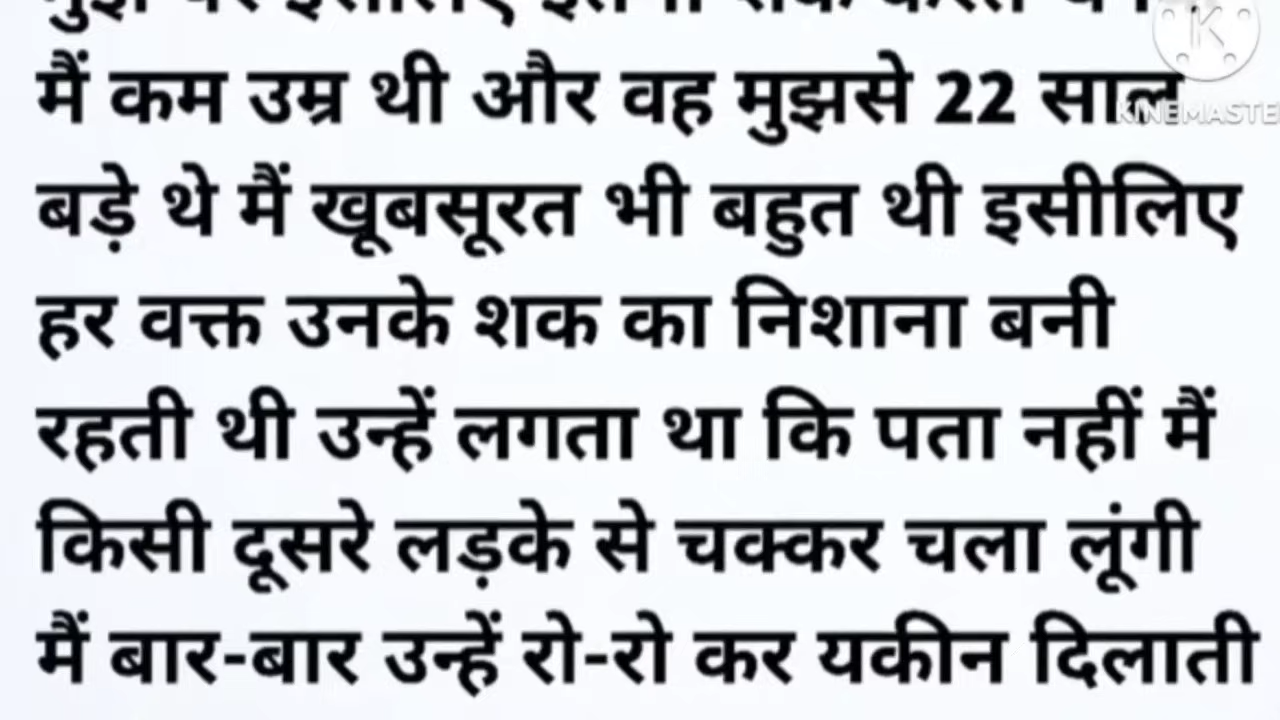 मैं कम उम्र थी और वह मुझसे 22 साल
बड़े थे मैं खूबसूरत भी बहुत थी इसीलिए
हर वक्त उनके शक का निशाना बनी
रहती थी उन्हें लगता था कि पता नहीं मैं
किसी दूसरे लड़के से चक्कर चला लूंगी
मैं बार-बार उन्हें रो-रो कर यकीन दिलाती
K
KINEMASTE